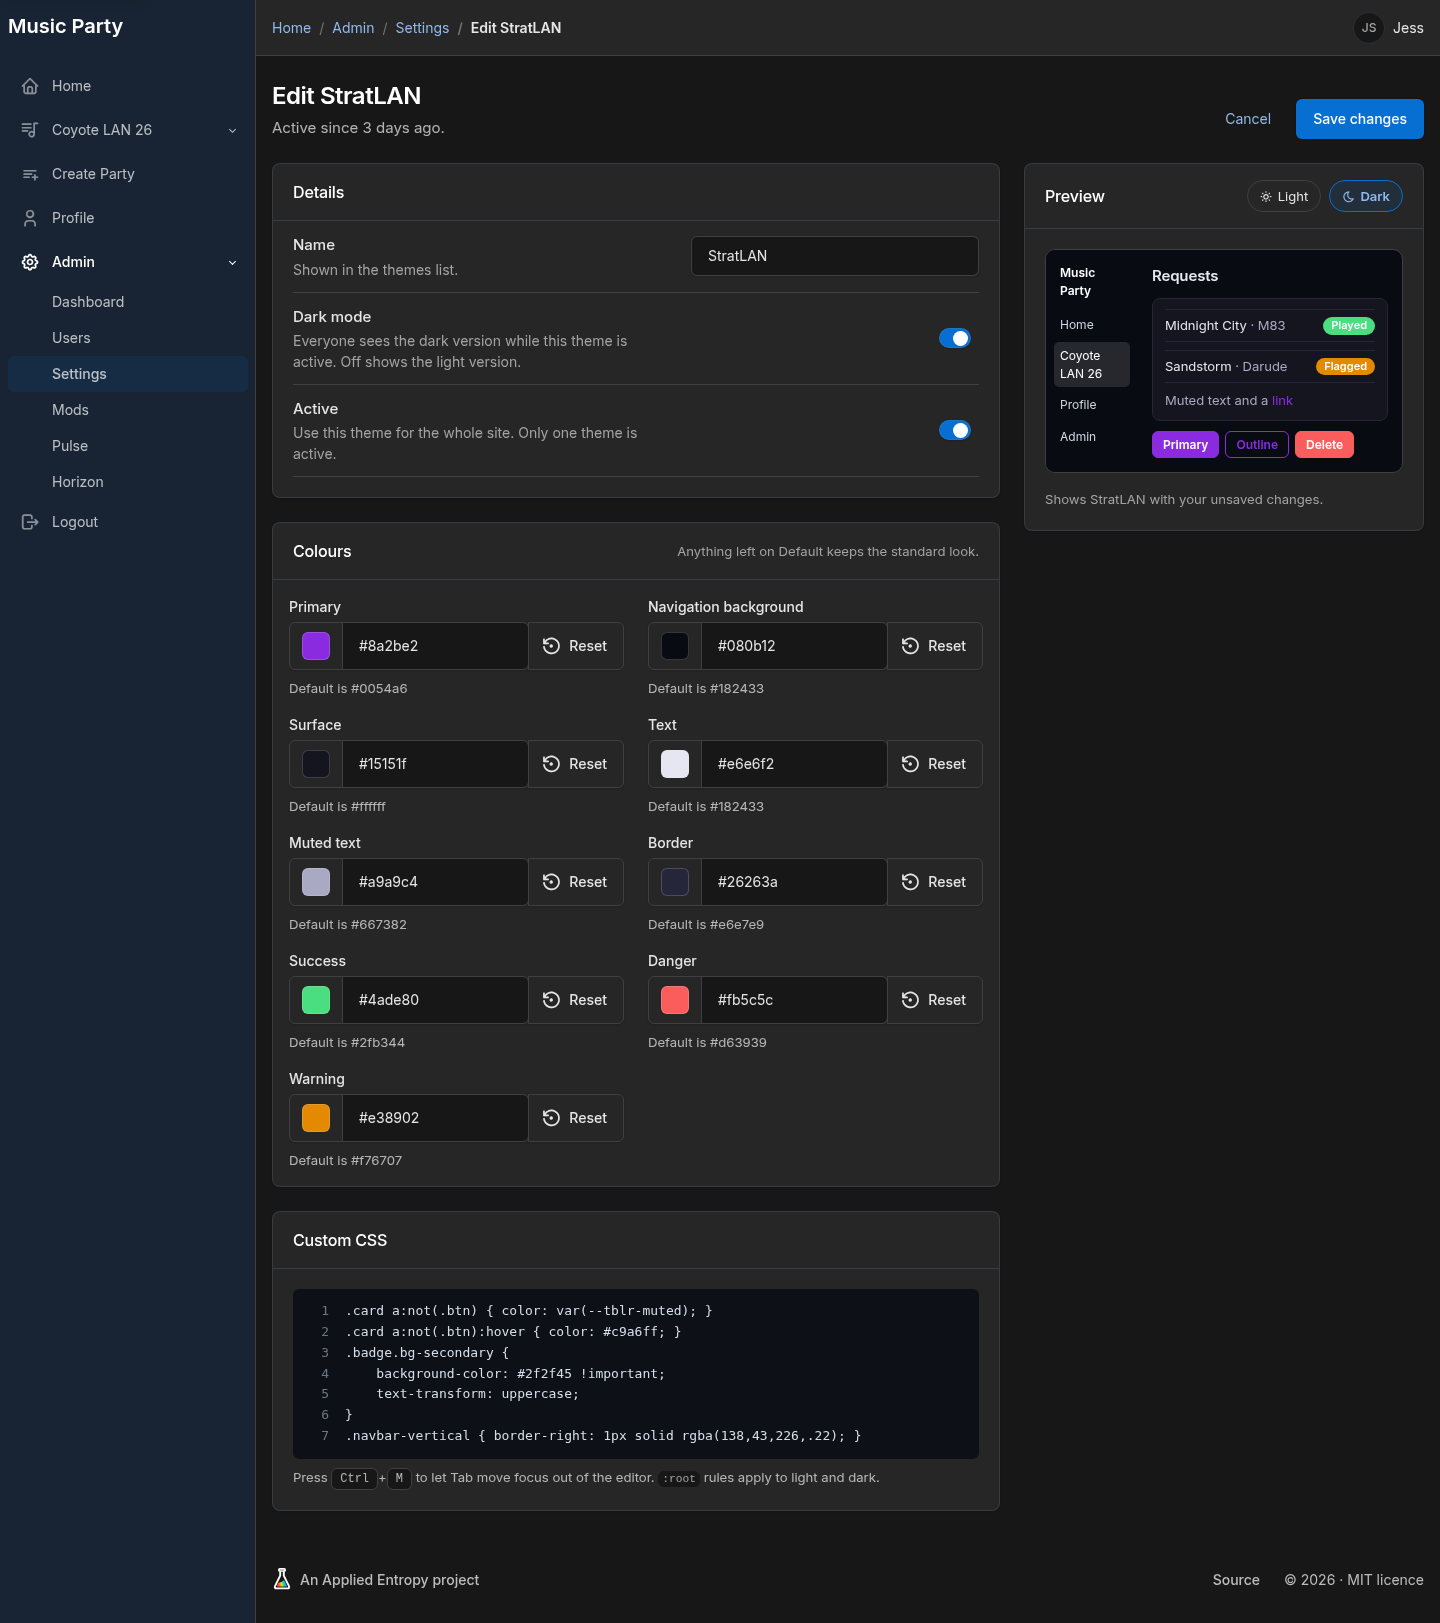 Music Party
Home
Coyote LAN 26
Create Party
Profile
Admin
Dashboard
Users
Settings
Mods
Pulse
Horizon
Logout
Home / Admin / Settings / Edit StratLAN
JS Jess
Edit StratLAN
Active since 3 days ago.
Cancel
Save changes
Details
Name
Shown in the themes list.
StratLAN
Dark mode
Everyone sees the dark version while this theme is
active. Off shows the light version.
Active
Use this theme for the whole site. Only one theme is
active.
Colours
Anything left on Default keeps the standard look.
Primary
#8a2be2
Reset
Default is #0054a6
Navigation background
#080b12
Reset
Default is #182433
Surface
#15151f
Reset
Default is #ffffff
Text
#e6e6f2
Reset
Default is #182433
Muted text
#a9a9c4
Reset
Default is #667382
Border
#26263a
Reset
Default is #e6e7e9
Success
#4ade80
Reset
Default is #2fb344
Danger
#fb5c5c
Reset
Default is #d63939
Warning
#e38902
Reset
Default is #f76707
Custom CSS
1 .card a:not(.btn) { color: var(--tblr-muted); }
2 .card a:not(.btn):hover { color: #c9a6ff; }
3 .badge.bg-secondary {
4     background-color: #2f2f45 !important;
5     text-transform: uppercase;
6 }
7 .navbar-vertical { border-right: 1px solid rgba(138,43,226,.22); }
Press Ctrl+M to let Tab move focus out of the editor. :root rules apply to light and dark.
Preview
Light
Dark
Music
Party
Home
Coyote
LAN 26
Profile
Admin
Requests
Midnight City · M83
Played
Sandstorm · Darude
Flagged
Muted text and a link
Primary
Outline
Delete
Shows StratLAN with your unsaved changes.
An Applied Entropy project
Source
© 2026 · MIT licence